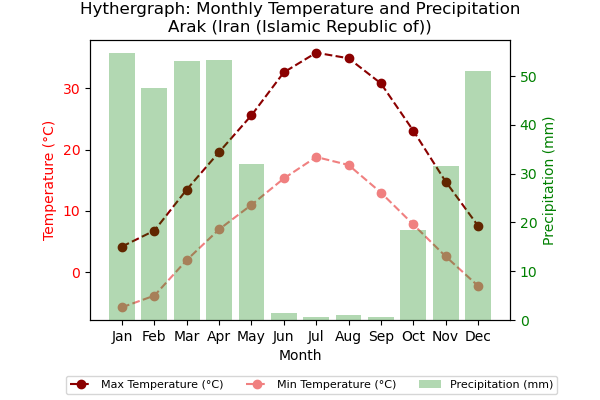 Hythergraph: Monthly Temperature and Precipitation
Arak (Iran (Islamic Republic of))
Temperature (°C)
30
20
10
0
50
40
30
20
10
0
Precipitation (mm)
Jan Feb Mar Apr May Jun Jul Aug Sep Oct Nov Dec
Month
Max Temperature (°C) Min Temperature (°C) Precipitation (mm)